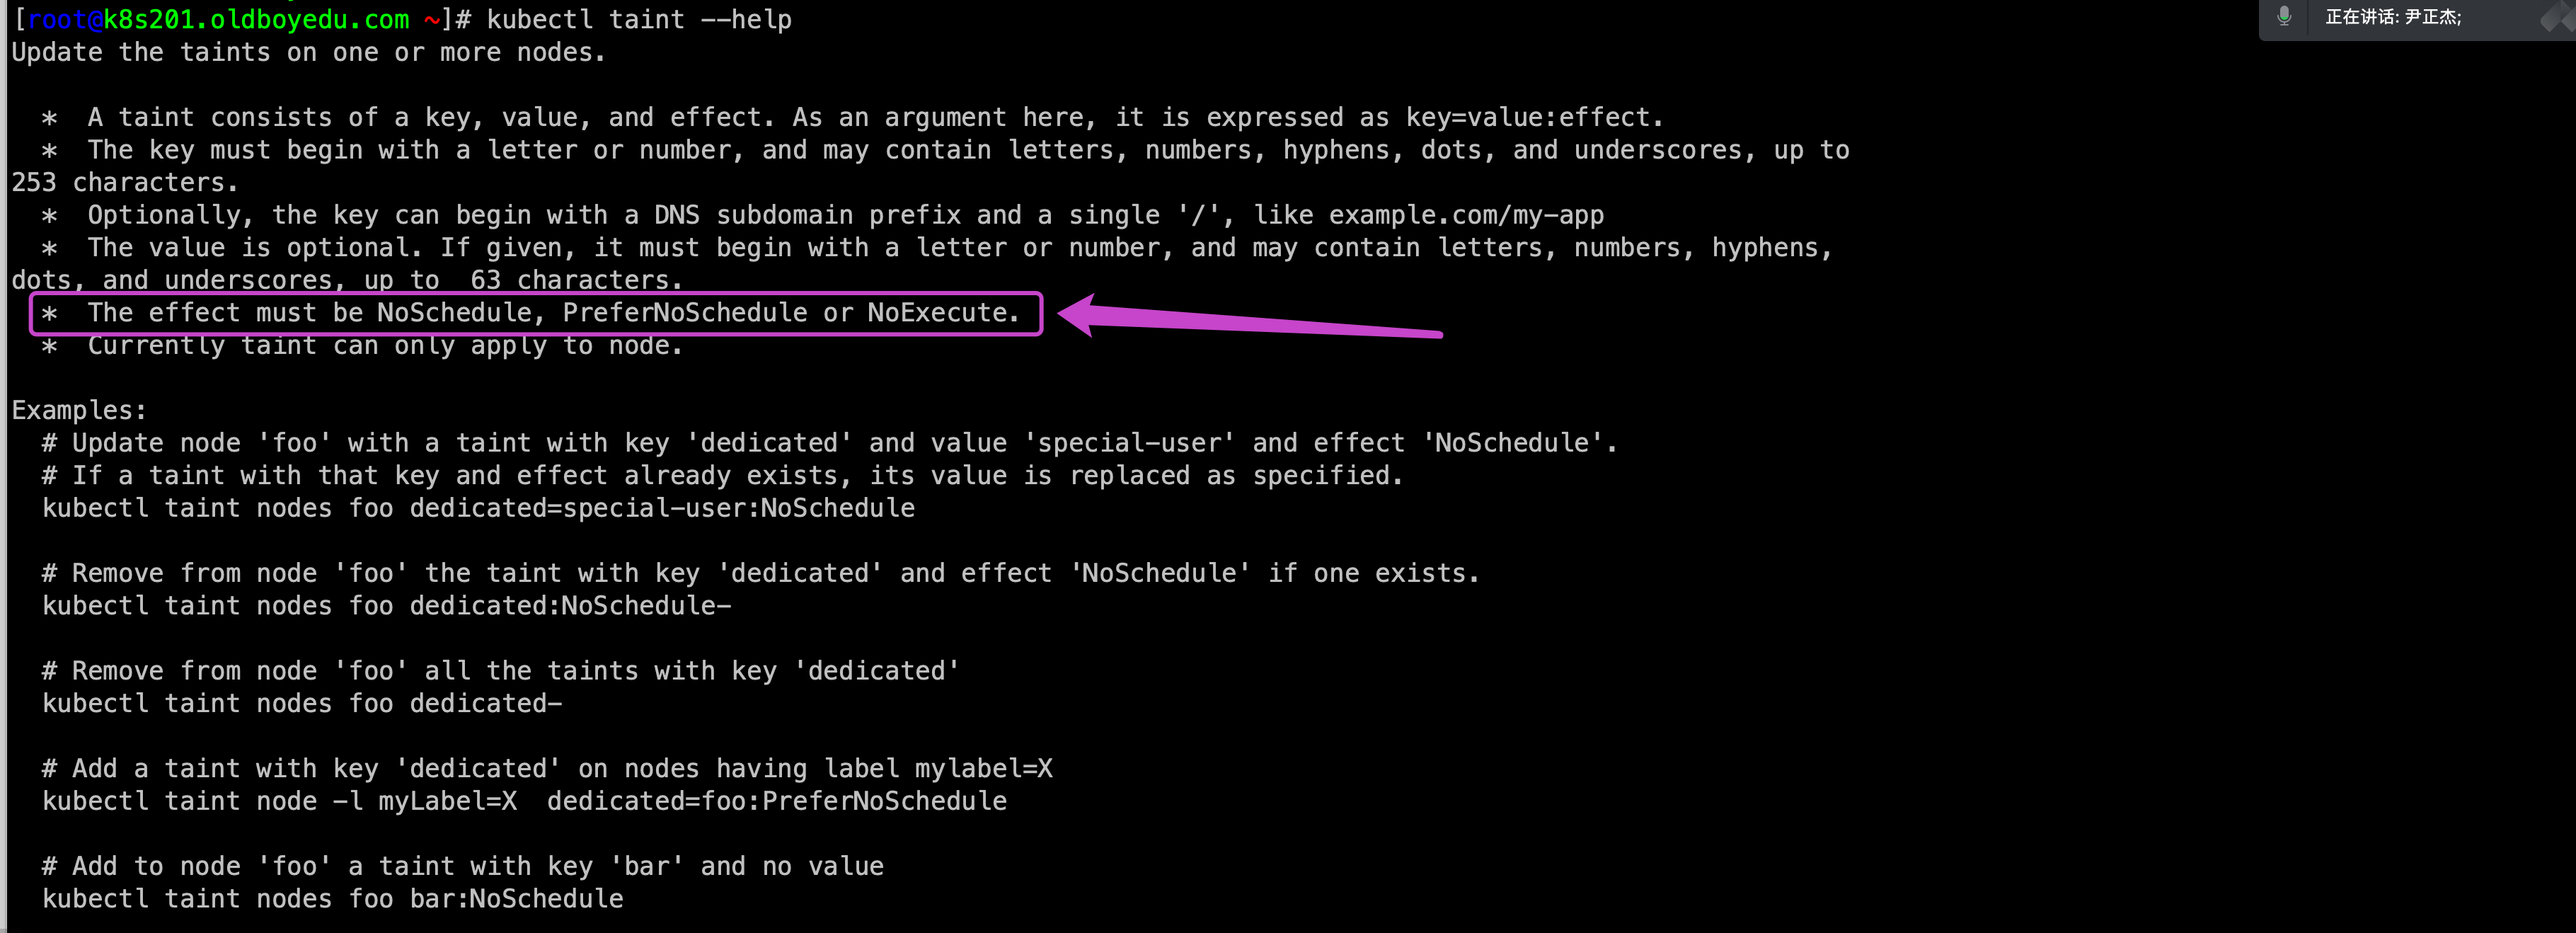 [root@k8s201.oldboyedu.com ~]# kubectl taint --help
正在讲话: 尹正杰;
Update the taints on one or more nodes.
* A taint consists of a key, value, and effect. As an argument here, it is expressed as key=value:effect.
* The key must begin with a letter or number, and may contain letters, numbers, hyphens, dots, and underscores, up to
253 characters.
* Optionally, the key can begin with a DNS subdomain prefix and a single '/', like example.com/my-app
* The value is optional. If given, it must begin with a letter or number, and may contain letters, numbers, hyphens,
dots, and underscores, up to  63 characters.
* The effect must be NoSchedule, PreferNoSchedule or NoExecute.
* Currently taint can only apply to node.
Examples:
# Update node 'foo' with a taint with key 'dedicated' and value 'special-user' and effect 'NoSchedule'.
# If a taint with that key and effect already exists, its value is replaced as specified.
kubectl taint nodes foo dedicated=special-user:NoSchedule
# Remove from node 'foo' the taint with key 'dedicated' and effect 'NoSchedule' if one exists.
kubectl taint nodes foo dedicated:NoSchedule-
# Remove from node 'foo' all the taints with key 'dedicated'
kubectl taint nodes foo dedicated-
# Add a taint with key 'dedicated' on nodes having label mylabel=X
kubectl taint node -l myLabel=X  dedicated=foo:PreferNoSchedule
# Add to node 'foo' a taint with key 'bar' and no value
kubectl taint nodes foo bar:NoSchedule